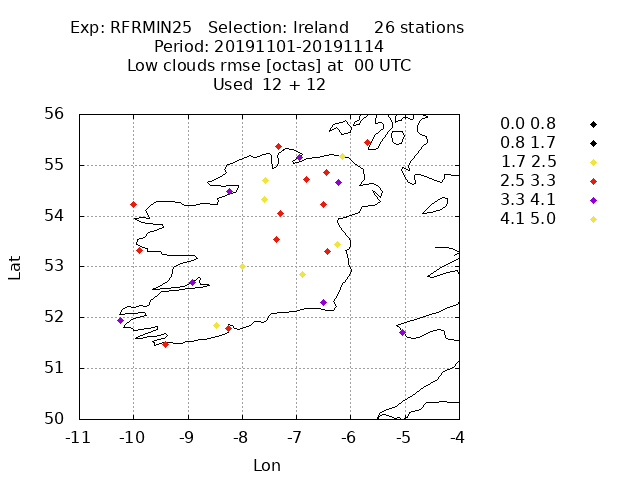 Exp: RFRMIN25 Selection: Ireland 26 stations
Period: 20191101-20191114
Low clouds rmse [octas] at 00 UTC
Used 12 + 12
0.0 0.8
0.8 1.7
1.7 2.5
2.5 3.3
3.3 4.1
4.1 5.0
56
55
54
53
52
51
50
Lat
-11 -10 -9 -8 -7 -6 -5 -4
Lon